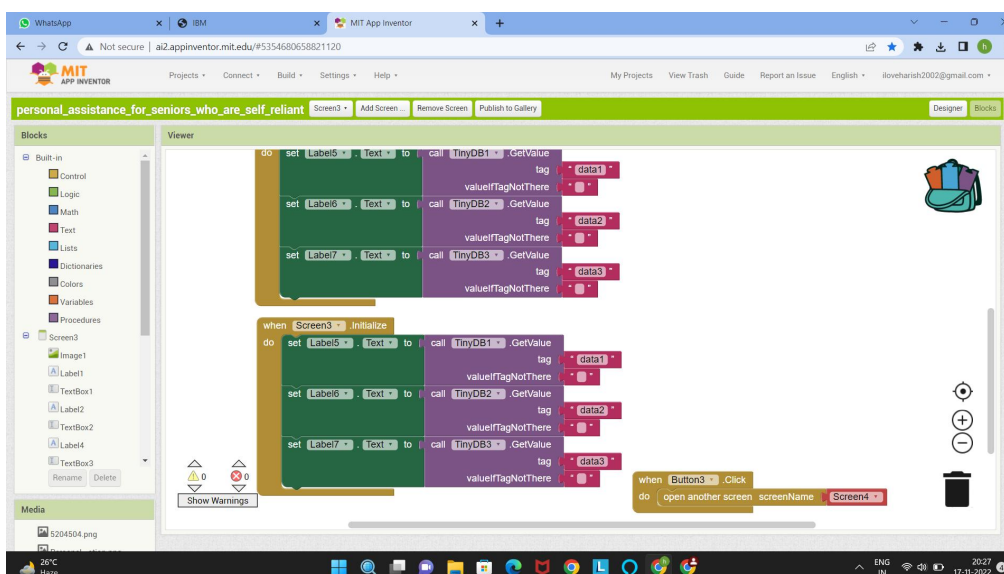 WhatsApp
IBM
MIT App Inventor
Not secure | ai2.appinventor.mit.edu/#5354680658821120
MIT
APP INVENTOR
Projects
Connect
Build
Settings
Help
My Projects
View Trash
Guide
Report an Issue
English
iloveharish2002@gmail.com
personal_assistance_for_seniors_who_are_self_reliant
Screen3
Add Screen ...
Remove Screen
Publish to Gallery
Designer
Blocks
Blocks
Viewer
Built-in
Control
Logic
Math
Text
Lists
Dictionaries
Colors
Variables
Procedures
Screen3
Image1
Label1
TextBox1
Label2
TextBox2
Label4
TextBox3
Rename
Delete
Media
5204504.png
do set Label5 . Text to call TinyDB1 .GetValue
tag " data1 "
valueIfTagNotThere " "
set Label6 . Text to call TinyDB2 .GetValue
tag " data2 "
valueIfTagNotThere " "
set Label7 . Text to call TinyDB3 .GetValue
tag " data3 "
valueIfTagNotThere " "
when Screen3 .Initialize
do set Label5 . Text to call TinyDB1 .GetValue
tag " data1 "
valueIfTagNotThere " "
set Label6 . Text to call TinyDB2 .GetValue
tag " data2 "
valueIfTagNotThere " "
set Label7 . Text to call TinyDB3 .GetValue
tag " data3 "
valueIfTagNotThere " "
when Button3 .Click
do open another screen screenName Screen4
0
0
Show Warnings
26°C
Haze
ENG
IN
20:27
17-11-2022